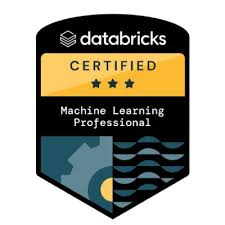 databricks
CERTIFIED
Machine Learning
Professional